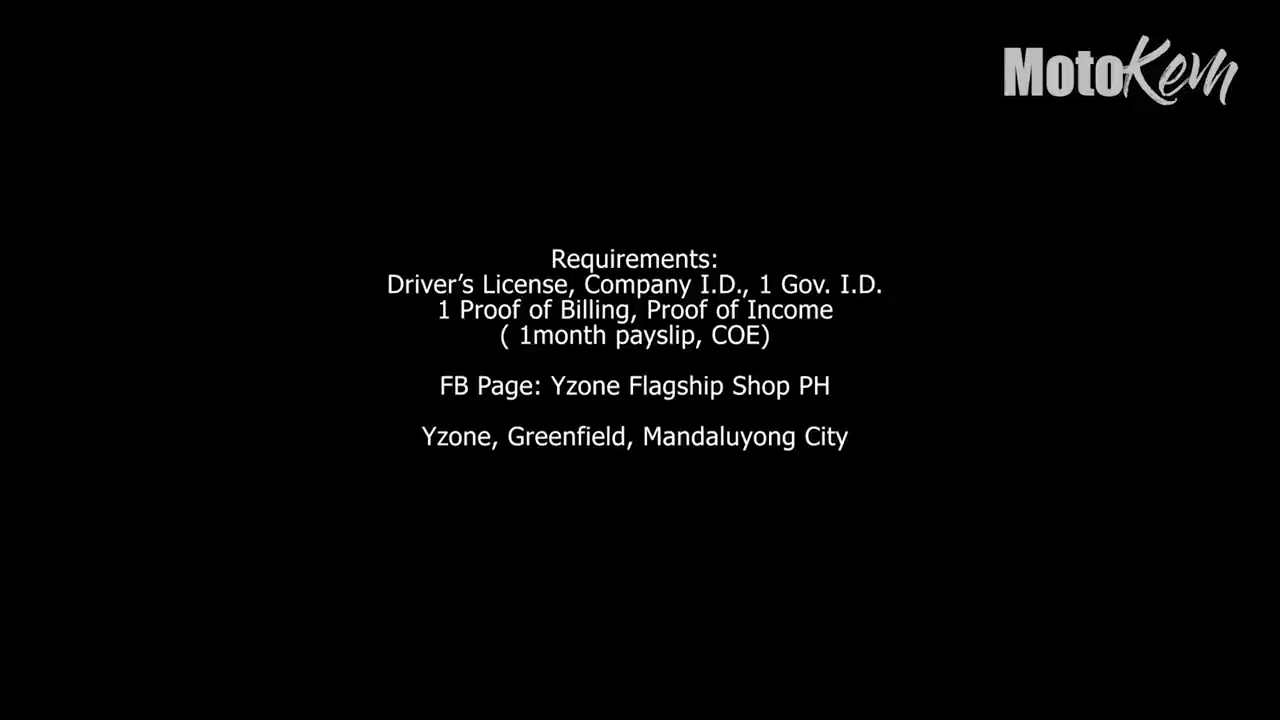 MotoKem
Requirements:
Driver’s License, Company I.D., 1 Gov. I.D.
1 Proof of Billing, Proof of Income
( 1month payslip, COE)
FB Page: Yzone Flagship Shop PH
Yzone, Greenfield, Mandaluyong City